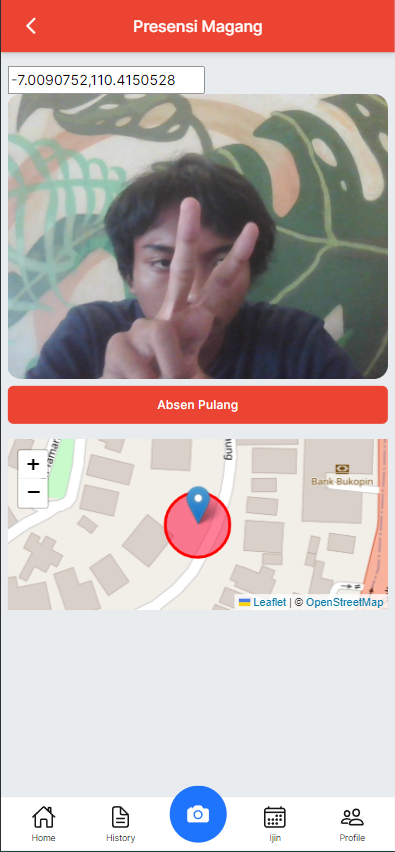 Presensi Magang
-7.0090752,110.4150528
Absen Pulang
+
−
Bank Bukopin
Leaflet | © OpenStreetMap
Home
History
Ijin
Profile